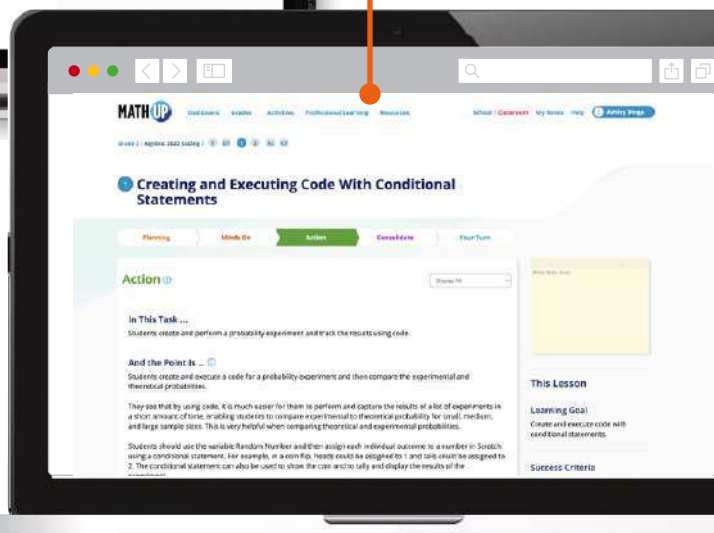 MATH UP Dashboard Grades Activities Professional Learning Resources School | Classroom My Notes Help Ashley Binga
Coding
1 Creating and Executing Code With Conditional
Statements
Planning Minds On Action Consolidate Your Turn
Action
Display All
In This Task ...
Students create and perform a probability experiment and track the results using code.
And the Point Is ...
Students create and execute a code for a probability experiment and then compare the experimental and
theoretical probabilities.
They see that by using code, it is much easier for them to perform and capture the results of a lot of experiments in
a short amount of time, enabling students to compare experimental to theoretical probability for small, medium,
and large sample sizes. This is very helpful when comparing theoretical and experimental probabilities.
Students should use the variable Random Number and then assign each individual outcome to a number in Scratch
using a conditional statement. For example, in a coin flip, heads could be assigned to 1 and tails could be assigned to
2. The conditional statement can also be used to show the coin and to tally and display the results of the
This Lesson
Learning Goal
Create and execute code with
conditional statements.
Success Criteria